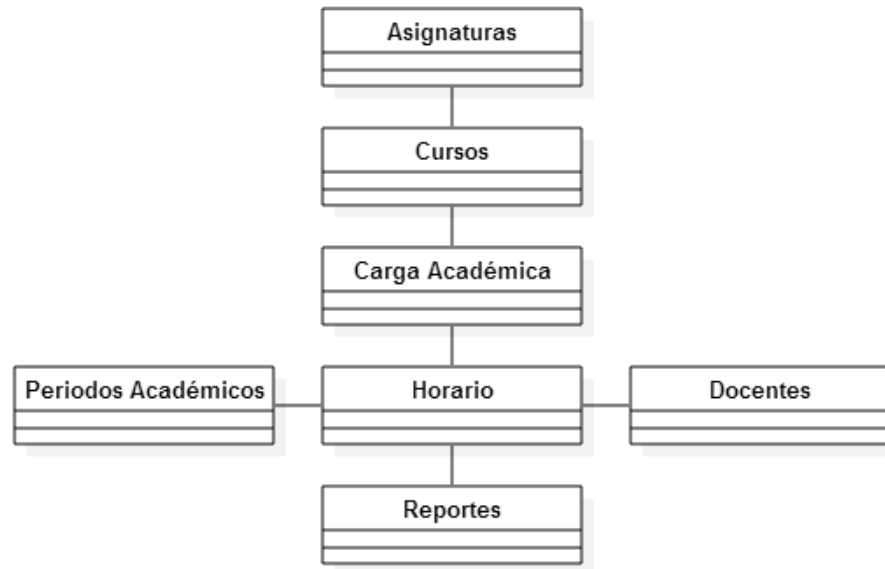 Asignaturas
Cursos
Carga Académica
Periodos Académicos
Horario
Docentes
Reportes